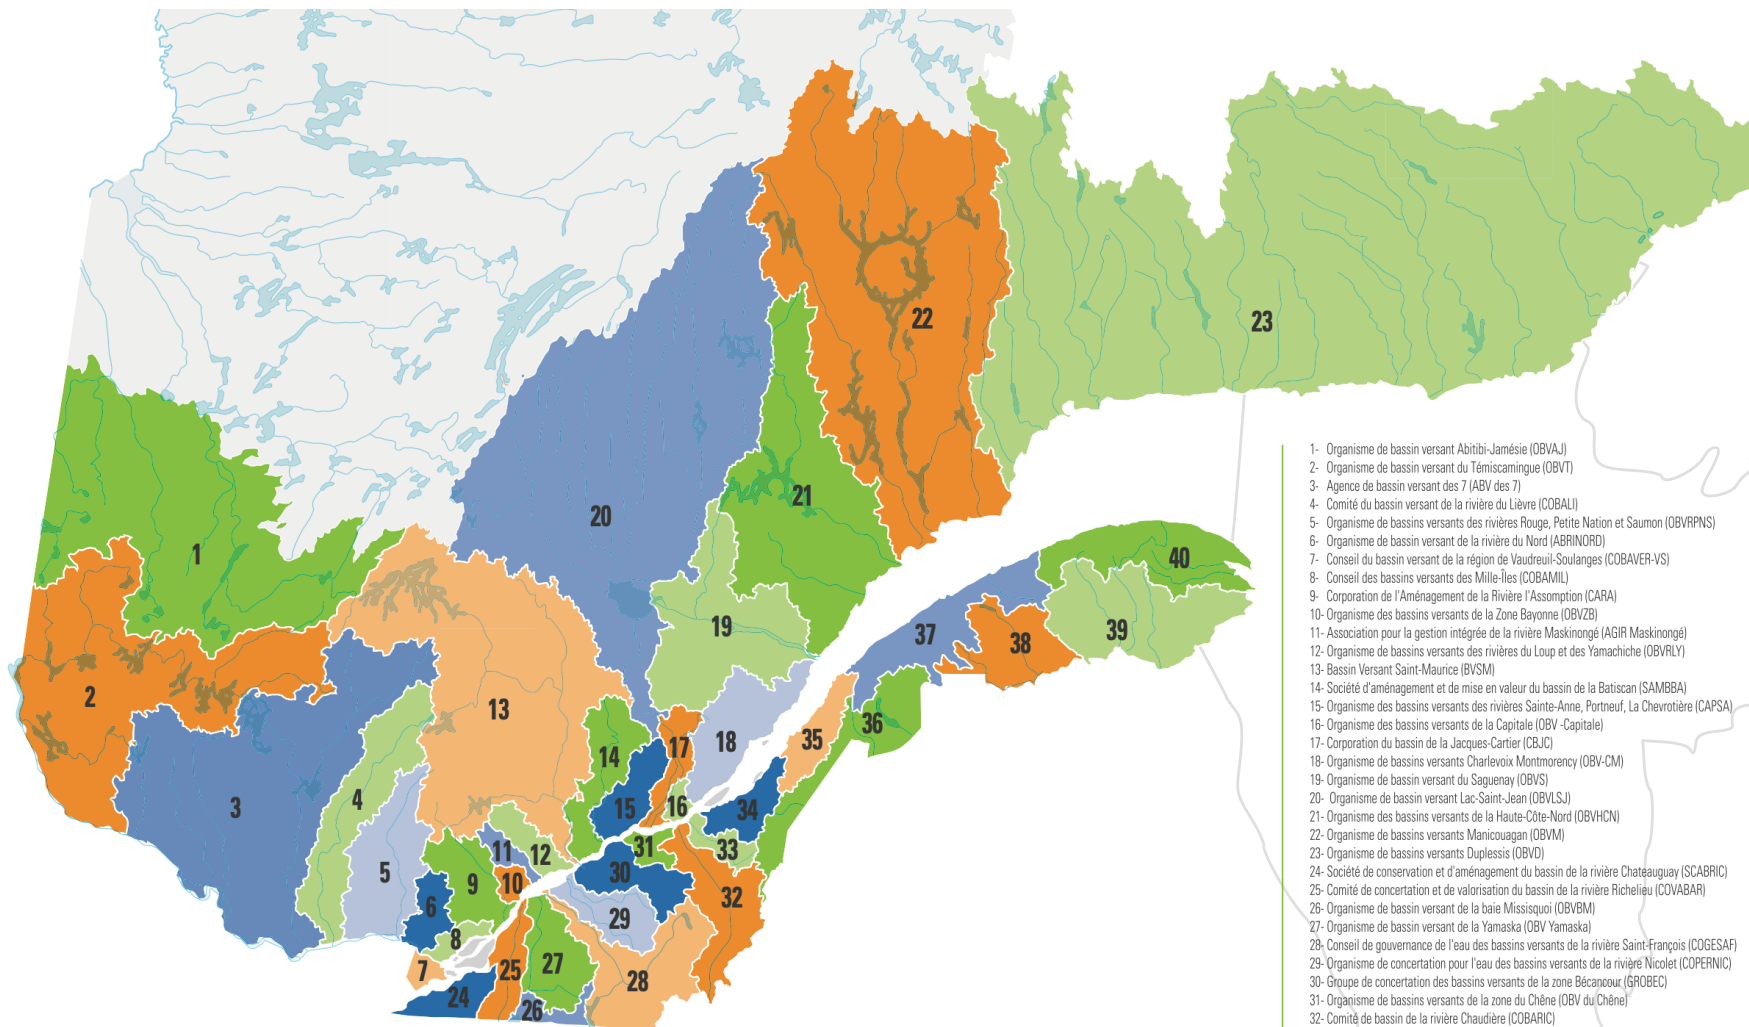 22
23
21
20
40
1
39
19
37
38
2
13
36
35
18
17
14
3
4
15
16
34
31
33
11
12
5
9
10
30
32
6
29
8
7
25
27
28
24
26
1- Organisme de bassin versant Abitibi-Jamésie (OBVAJ)
2- Organisme de bassin versant du Témiscamingue (OBVT)
3- Agence de bassin versant des 7 (ABV des 7)
4- Comité du bassin versant de la rivière du Lièvre (COBALI)
5- Organisme de bassins versants des rivières Rouge, Petite Nation et Saumon (OBVRPNS)
6- Organisme de bassin versant de la rivière du Nord (ABRINORD)
7- Conseil du bassin versant de la région de Vaudreuil-Soulanges (COBAVER-VS)
8- Conseil des bassins versants des Mille-Îles (COBAMIL)
9- Corporation de l'Aménagement de la Rivière l'Assomption (CARA)
10- Organisme des bassins versants de la Zone Bayonne (OBVZB)
11- Association pour la gestion intégrée de la rivière Maskinongé (AGIR Maskinongé)
12- Organisme de bassins versants des rivières du Loup et des Yamachiche (OBVRLY)
13- Bassin Versant Saint-Maurice (BVSM)
14- Société d'aménagement et de mise en valeur du bassin de la Batiscan (SAMBBA)
15- Organisme des bassins versants des rivières Sainte-Anne, Portneuf, La Chevrotière (CAPSA)
16- Organisme des bassins versants de la Capitale (OBV -Capitale)
17- Corporation du bassin de la Jacques-Cartier (CBJC)
18- Organisme de bassins versants Charlevoix Montmorency (OBV-CM)
19- Organisme de bassin versant du Saguenay (OBVS)
20- Organisme de bassin versant Lac-Saint-Jean (OBVLSJ)
21- Organisme des bassins versants de la Haute-Côte-Nord (OBVHCN)
22- Organisme de bassins versants Manicouagan (OBVM)
23- Organisme de bassins versants Duplessis (OBVD)
24- Société de conservation et d'aménagement du bassin de la rivière Chateauguay (SCABRIC)
25- Comité de concertation et de valorisation du bassin de la rivière Richelieu (COVABAR)
26- Organisme de bassin versant de la baie Missisquoi (OBVBM)
27- Organisme de bassin versant de la Yamaska (OBV Yamaska)
28- Conseil de gouvernance de l'eau des bassins versants de la rivière Saint-François (COGESAF)
29- Organisme de concertation pour l'eau des bassins versants de la rivière Nicolet (COPERNIC)
30- Groupe de concertation des bassins versants de la zone Bécancour (GROBEC)
31- Organisme de bassins versants de la zone du Chêne (OBV du Chêne)
32- Comité de bassin de la rivière Chaudière (COBARIC)